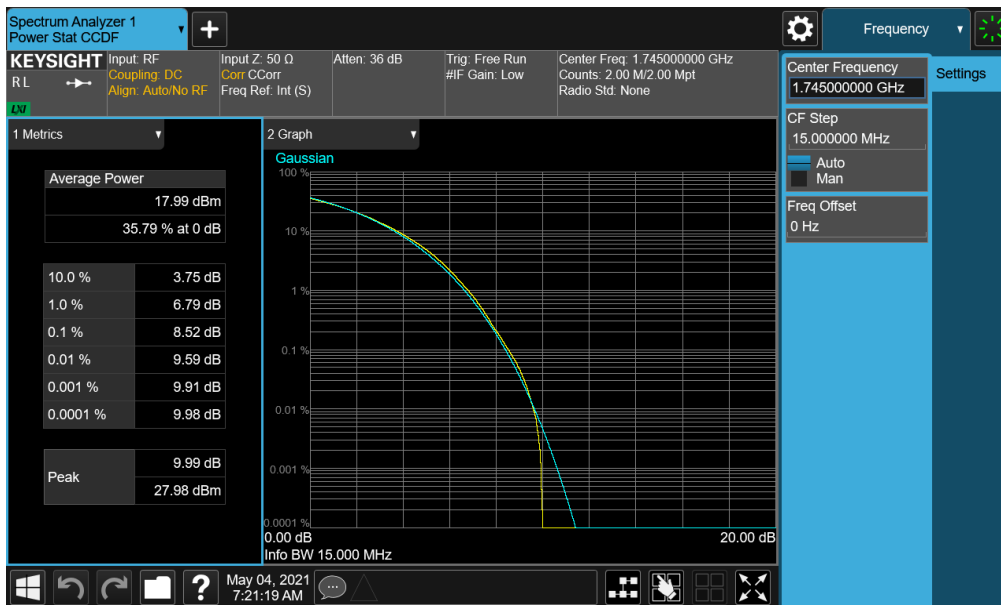 Spectrum Analyzer 1
Power Stat CCDF
+
Frequency
KEYSIGHT
RL
LXI
Input: RF
Coupling: DC
Align: Auto/No RF
Input Z: 50 Ω
Corr CCorr
Freq Ref: Int (S)
Atten: 36 dB
Trig: Free Run
#IF Gain: Low
Center Freq: 1.745000000 GHz
Counts: 2.00 M/2.00 Mpt
Radio Std: None
Center Frequency
1.745000000 GHz
Settings
CF Step
15.000000 MHz
Auto
Man
Freq Offset
0 Hz
1 Metrics
Average Power
17.99 dBm
35.79 % at 0 dB
10.0 % 3.75 dB
1.0 % 6.79 dB
0.1 % 8.52 dB
0.01 % 9.59 dB
0.001 % 9.91 dB
0.0001 % 9.98 dB
Peak
9.99 dB
27.98 dBm
2 Graph
Gaussian
100 %
10 %
1 %
0.1 %
0.01 %
0.001 %
0.0001 %
0.00 dB 20.00 dB
Info BW 15.000 MHz
?
May 04, 2021
7:21:19 AM